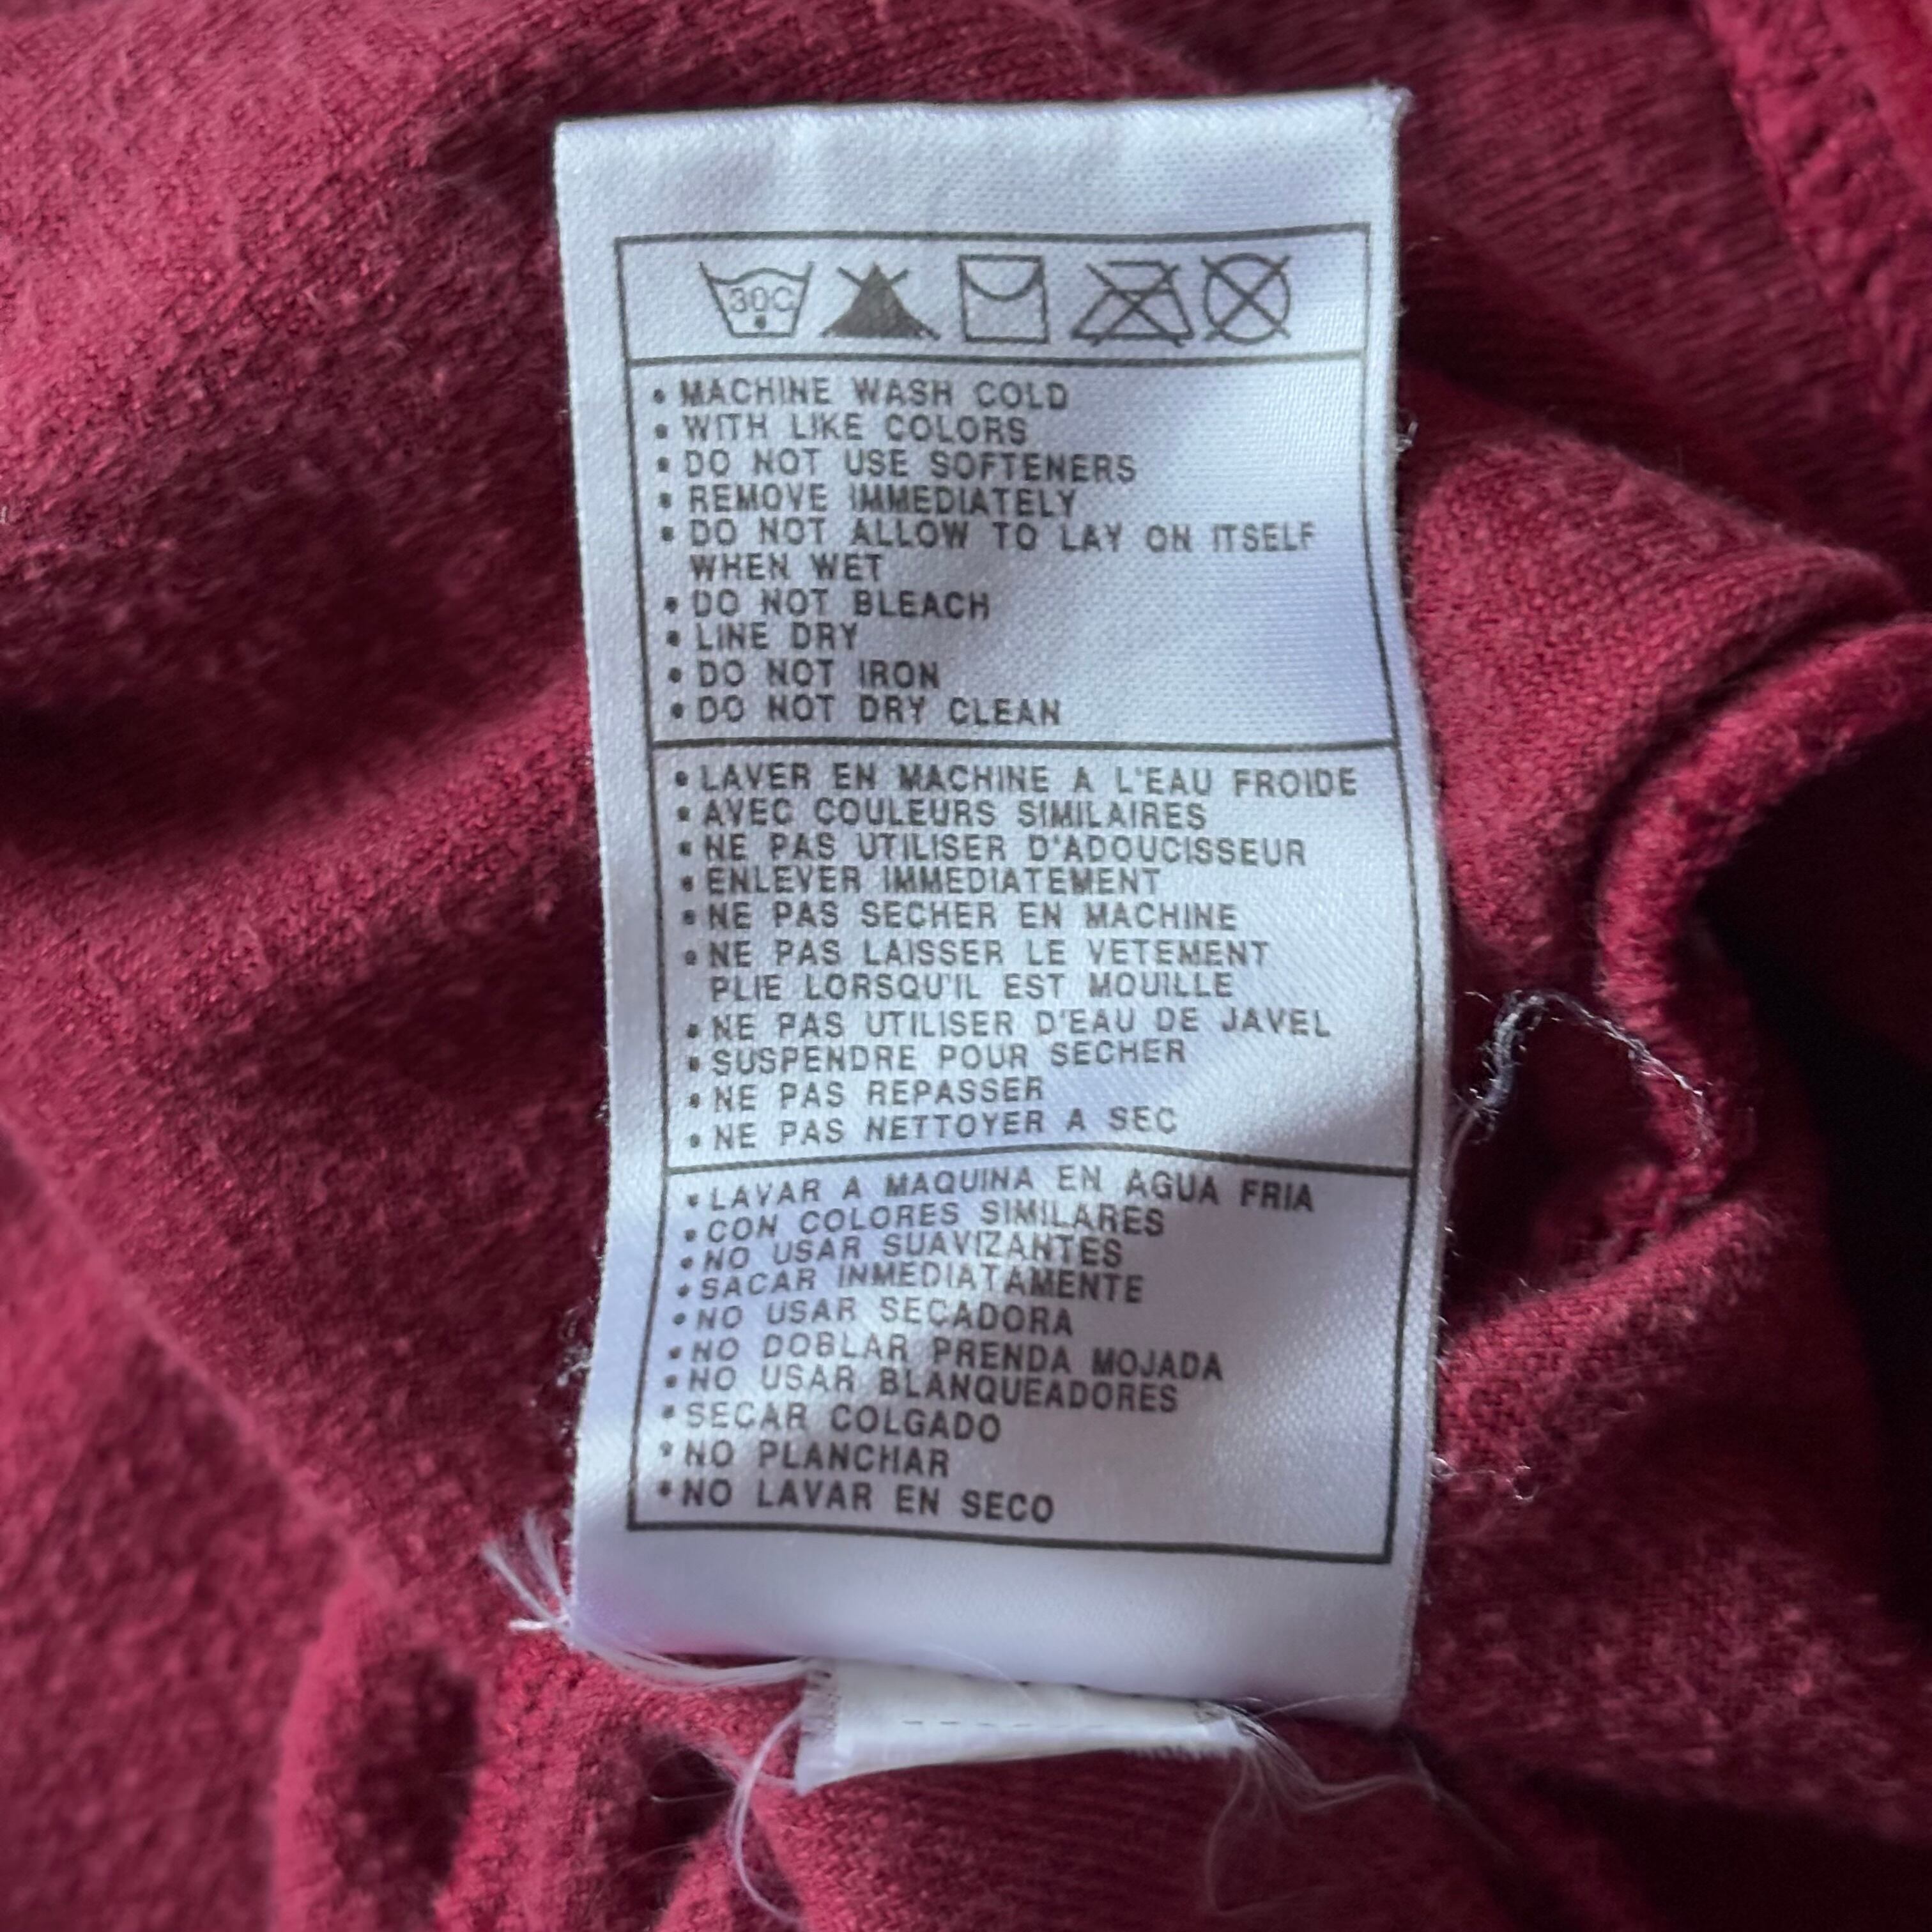 30C
• MACHINE WASH COLD
• WITH LIKE COLORS
• DO NOT USE SOFTENERS
• REMOVE IMMEDIATELY
• DO NOT ALLOW TO LAY ON ITSELF
WHEN WET
• DO NOT BLEACH
• LINE DRY
• DO NOT IRON
• DO NOT DRY CLEAN
• LAVER EN MACHINE A L'EAU FROIDE
• AVEC COULEURS SIMILAIRES
• NE PAS UTILISER D'ADOUCISSEUR
• ENLEVER IMMEDIATEMENT
• NE PAS SECHER EN MACHINE
• NE PAS LAISSER LE VETEMENT
PLIE LORSQU'IL EST MOUILLE
• NE PAS UTILISER D'EAU DE JAVEL
• SUSPENDRE POUR SECHER
• NE PAS REPASSER
• NE PAS NETTOYER A SEC
• LAVAR A MAQUINA EN AGUA FRIA
• CON COLORES SIMILARES
• NO USAR SUAVIZANTES
• SACAR INMEDIATAMENTE
• NO USAR SECADORA
• NO DOBLAR PRENDA MOJADA
• NO USAR BLANQUEADORES
• SECAR COLGADO
• NO PLANCHAR
• NO LAVAR EN SECO